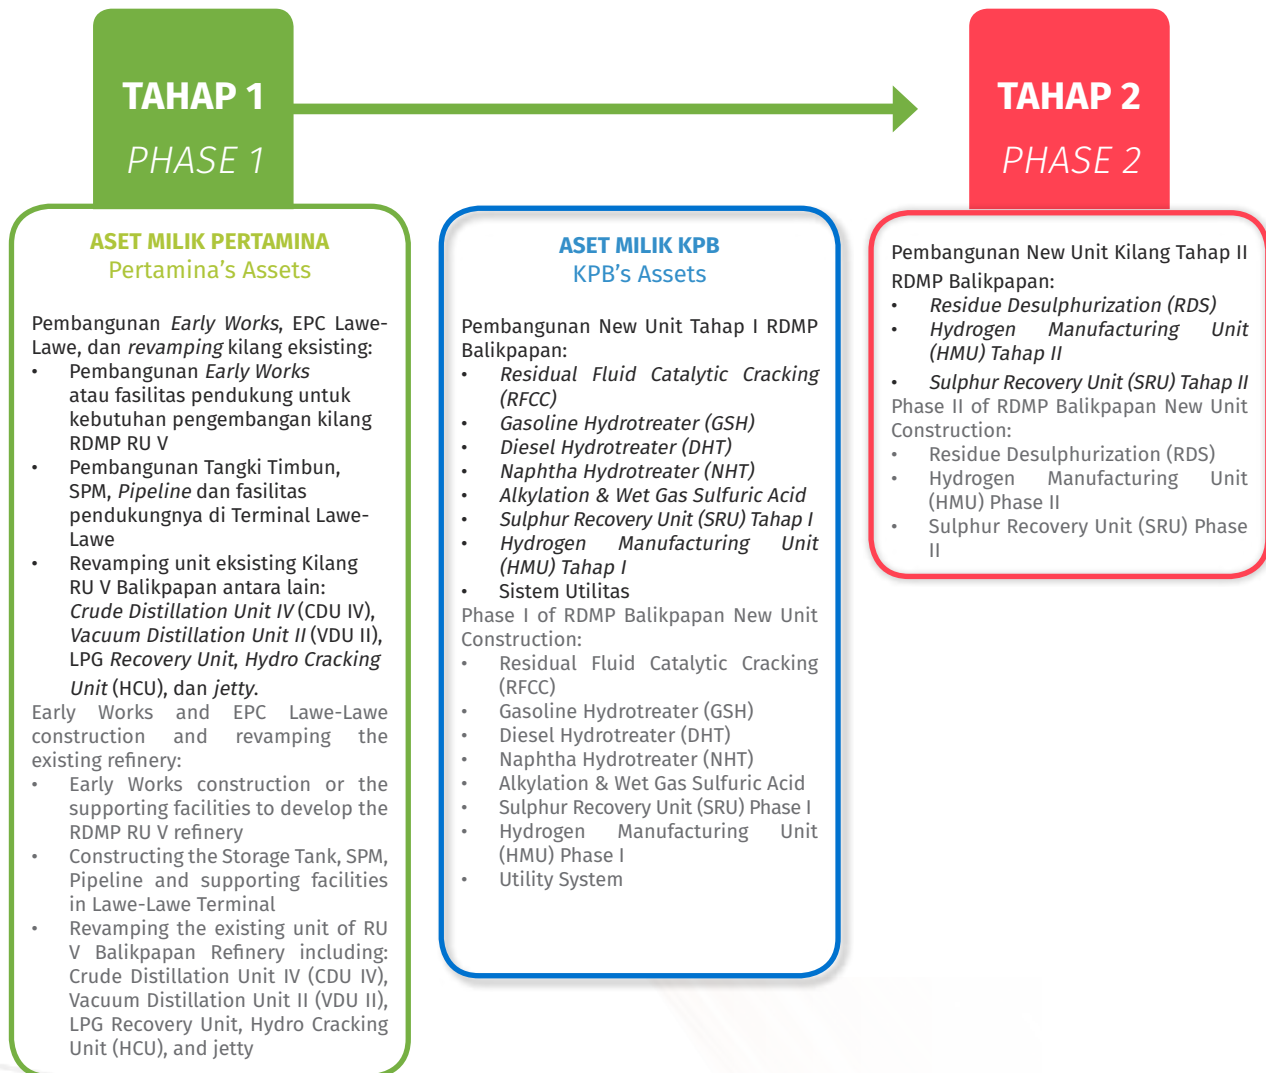 TAHAP 1
PHASE 1
TAHAP 2
PHASE 2
ASET MILIK PERTAMINA
Pertamina's Assets
Pembangunan Early Works, EPC Lawe-
Lawe, dan revamping kilang eksisting:
• Pembangunan Early Works
atau fasilitas pendukung untuk
kebutuhan pengembangan kilang
RDMP RU V
• Pembangunan Tangki Timbun,
SPM, Pipeline dan fasilitas
pendukungnya di Terminal Lawe-
Lawe
• Revamping unit eksisting Kilang
RU V Balikpapan antara lain:
Crude Distillation Unit IV (CDU IV),
Vacuum Distillation Unit II (VDU II),
LPG Recovery Unit, Hydro Cracking
Unit (HCU), dan jetty.
Early Works and EPC Lawe-Lawe
construction and revamping the
existing refinery:
• Early Works construction or the
supporting facilities to develop the
RDMP RU V refinery
• Constructing the Storage Tank, SPM,
Pipeline and supporting facilities
in Lawe-Lawe Terminal
• Revamping the existing unit of RU
V Balikpapan Refinery including:
Crude Distillation Unit IV (CDU IV),
Vacuum Distillation Unit II (VDU II),
LPG Recovery Unit, Hydro Cracking
Unit (HCU), and jetty
ASET MILIK KPB
KPB's Assets
Pembangunan New Unit Tahap I RDMP
Balikpapan:
• Residual Fluid Catalytic Cracking
(RFCC)
• Gasoline Hydrotreater (GSH)
• Diesel Hydrotreater (DHT)
• Naphtha Hydrotreater (NHT)
• Alkylation & Wet Gas Sulfuric Acid
• Sulphur Recovery Unit (SRU) Tahap I
• Hydrogen Manufacturing Unit
(HMU) Tahap I
• Sistem Utilitas
Phase I of RDMP Balikpapan New Unit
Construction:
• Residual Fluid Catalytic Cracking
(RFCC)
• Gasoline Hydrotreater (GSH)
• Diesel Hydrotreater (DHT)
• Naphtha Hydrotreater (NHT)
• Alkylation & Wet Gas Sulfuric Acid
• Sulphur Recovery Unit (SRU) Phase I
• Hydrogen Manufacturing Unit
(HMU) Phase I
• Utility System
Pembangunan New Unit Kilang Tahap II
RDMP Balikpapan:
• Residue Desulphurization (RDS)
• Hydrogen Manufacturing Unit
(HMU) Tahap II
• Sulphur Recovery Unit (SRU) Tahap II
Phase II of RDMP Balikpapan New Unit
Construction:
• Residue Desulphurization (RDS)
• Hydrogen Manufacturing Unit
(HMU) Phase II
• Sulphur Recovery Unit (SRU) Phase
II